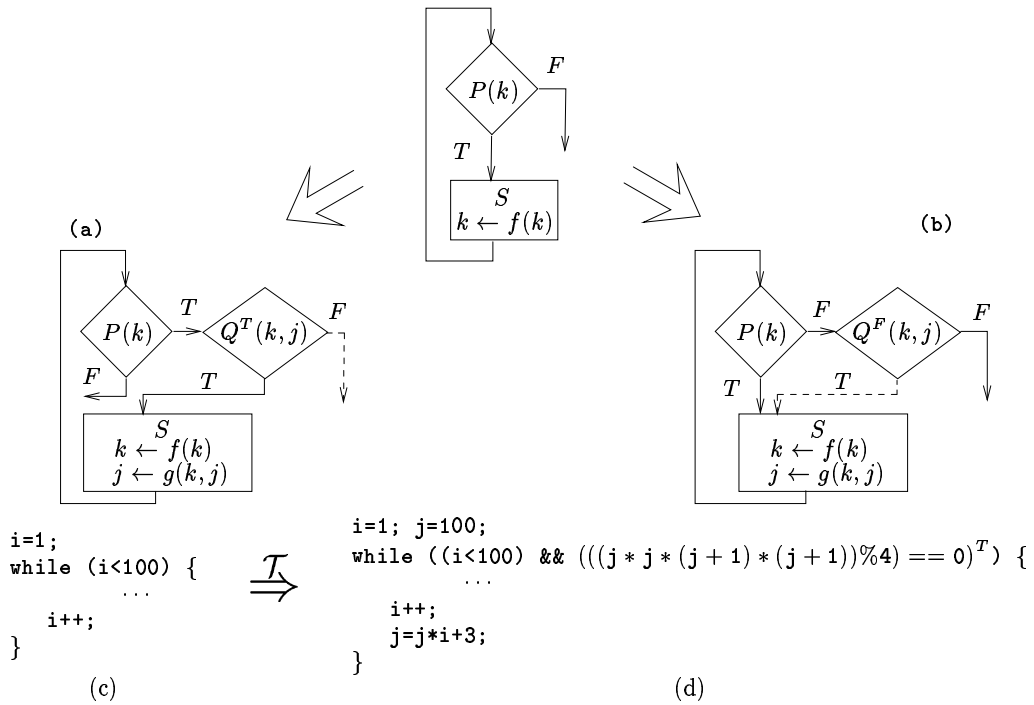 P(k)
F
T
S
k ← f(k)
(a)
(b)
P(k)
T
Q^T(k, j)
F
F
T
S
k ← f(k)
j ← g(k, j)
P(k)
F
Q^F(k, j)
F
T
T
S
k ← f(k)
j ← g(k, j)
i=1;
while (i<100) {
...
i++;
}
(c)
𝒯
⇒
i=1; j=100;
while ((i<100) && (((j * j * (j + 1) * (j + 1))%4) == 0)^T) {
...
i++;
j=j*i+3;
}
(d)